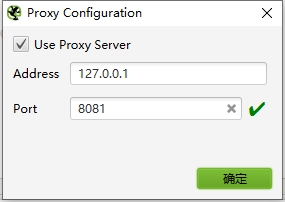 Proxy Configuration
Use Proxy Server
Address 127.0.0.1
Port 8081
确定